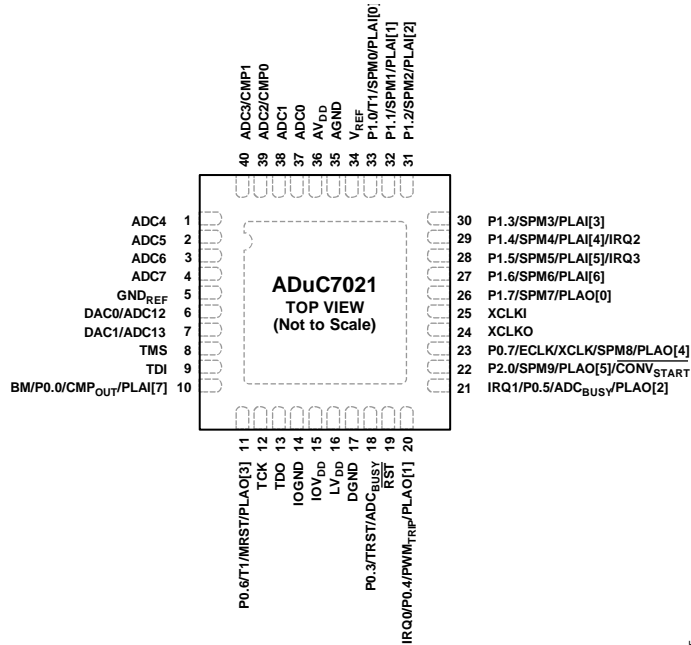 40 ADC3/CMP1
39 ADC2/CMP0
38 ADC1
37 ADC0
36 AVDD
35 AGND
34 VREF
33 P1.0/T1/SPM0/PLAI[0]
32 P1.1/SPM1/PLAI[1]
31 P1.2/SPM2/PLAI[2]
ADC4 1
ADC5 2
ADC6 3
ADC7 4
GNDREF 5
DAC0/ADC12 6
DAC1/ADC13 7
TMS 8
TDI 9
BM/P0.0/CMPOUT/PLAI[7] 10
ADuC7021
TOP VIEW
(Not to Scale)
30 P1.3/SPM3/PLAI[3]
29 P1.4/SPM4/PLAI[4]/IRQ2
28 P1.5/SPM5/PLAI[5]/IRQ3
27 P1.6/SPM6/PLAI[6]
26 P1.7/SPM7/PLAO[0]
25 XCLKI
24 XCLKO
23 P0.7/ECLK/XCLK/SPM8/PLAO[4]
22 P2.0/SPM9/PLAO[5]/CONVSTART
21 IRQ1/P0.5/ADCBUSY/PLAO[2]
P0.6/T1/MRST/PLAO[3] 11
TCK 12
TDO 13
IOGND 14
IOVDD 15
LVDD 16
DGND 17
P0.3/TRST/ADCBUSY 18
RST 19
IRQ0/P0.4/PWMTRIP/PLAO[1] 20